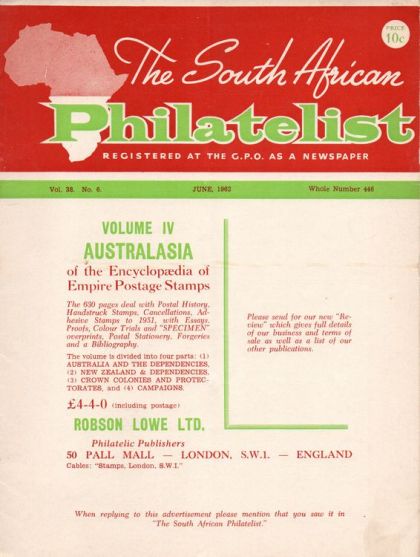 PRICE
10c
The South African
Philatelist
REGISTERED AT THE G.P.O. AS A NEWSPAPER
Vol. 38. No. 6. JUNE, 1962 Whole Number 446
VOLUME IV
AUSTRALASIA
of the Encyclopædia of
Empire Postage Stamps
The 630 pages deal with Postal History,
Handstruck Stamps, Cancellations, Ad-
hesive Stamps to 1951, with Essays,
Proofs, Colour Trials and "SPECIMEN"
overprints, Postal Stationery, Forgeries
and a Bibliography.
The volume is divided into four parts: (1)
AUSTRALIA AND THE DEPENDENCIES,
(2) NEW ZEALAND & DEPENDENCIES,
(3) CROWN COLONIES AND PROTEC-
TORATES, and (4) CAMPAIGNS.
£4-4-0 (including postage)
ROBSON LOWE LTD.
Philatelic Publishers
50 PALL MALL — LONDON, S.W.1. — ENGLAND
Cables: "Stamps, London, S.W.1."
Please send for our new "Re-
view" which gives full details
of our business and terms of
sale as well as a list of our
other publications.
When replying to this advertisement please mention that you saw it in
"The South African Philatelist."